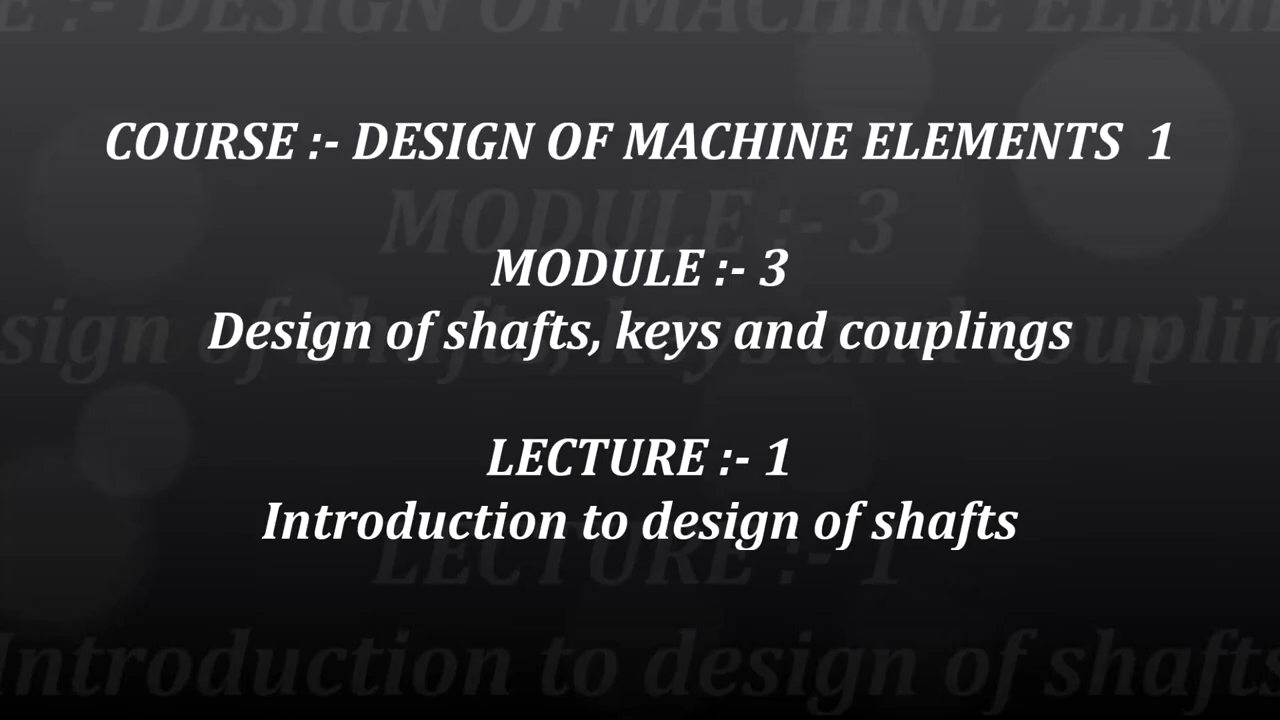 COURSE :- DESIGN OF MACHINE ELEMENTS 1
MODULE :- 3
Design of shafts, keys and couplings
LECTURE :- 1
Introduction to design of shafts